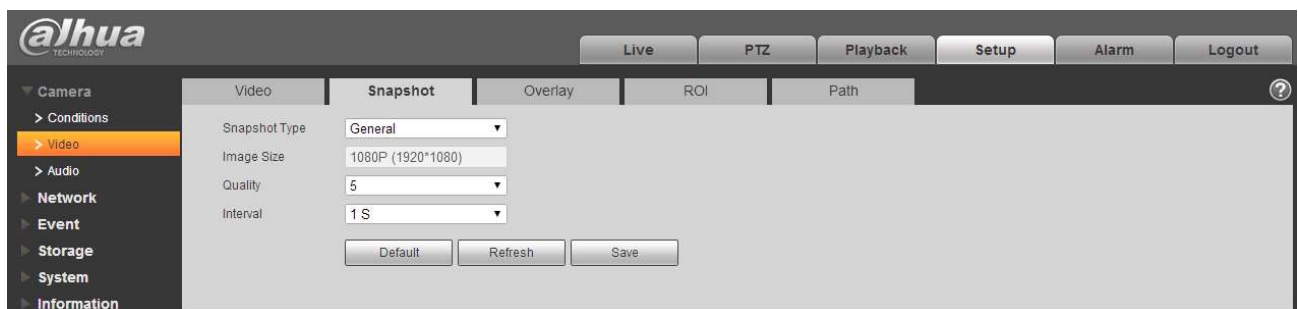 alhua
TECHNOLOGY
Live PTZ Playback Setup Alarm Logout
Camera
> Conditions
> Video
> Audio
Network
Event
Storage
System
Information
Video Snapshot Overlay ROI Path ?
Snapshot Type General
Image Size 1080P (1920*1080)
Quality 5
Interval 1 S
Default Refresh Save